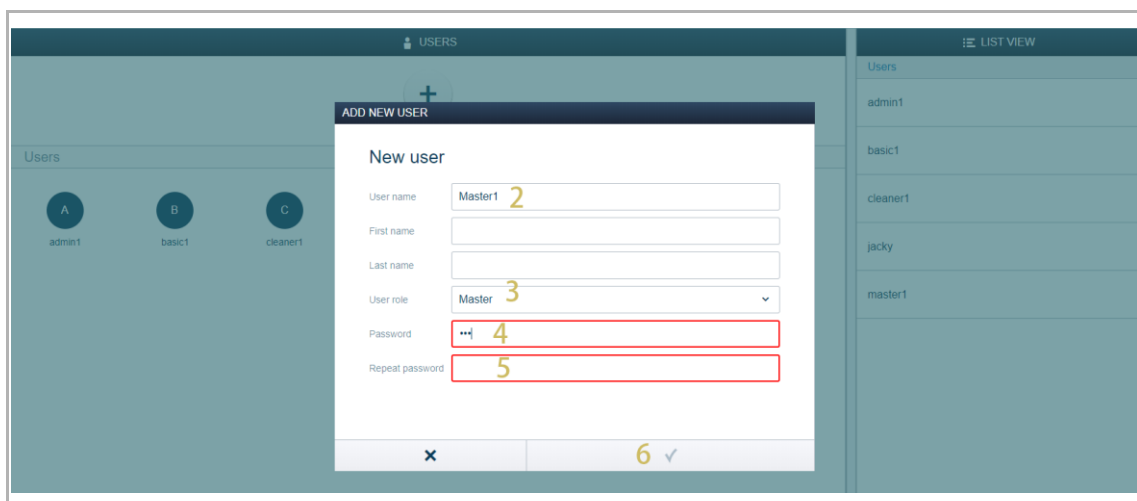 USERS
LIST VIEW
Users
admin1
basic1
cleaner1
jacky
master1
Users
A
B
C
admin1
basic1
cleaner1
ADD NEW USER
New user
User name Master1 2
First name
Last name
User role Master 3
Password ••• 4
Repeat password 5
6